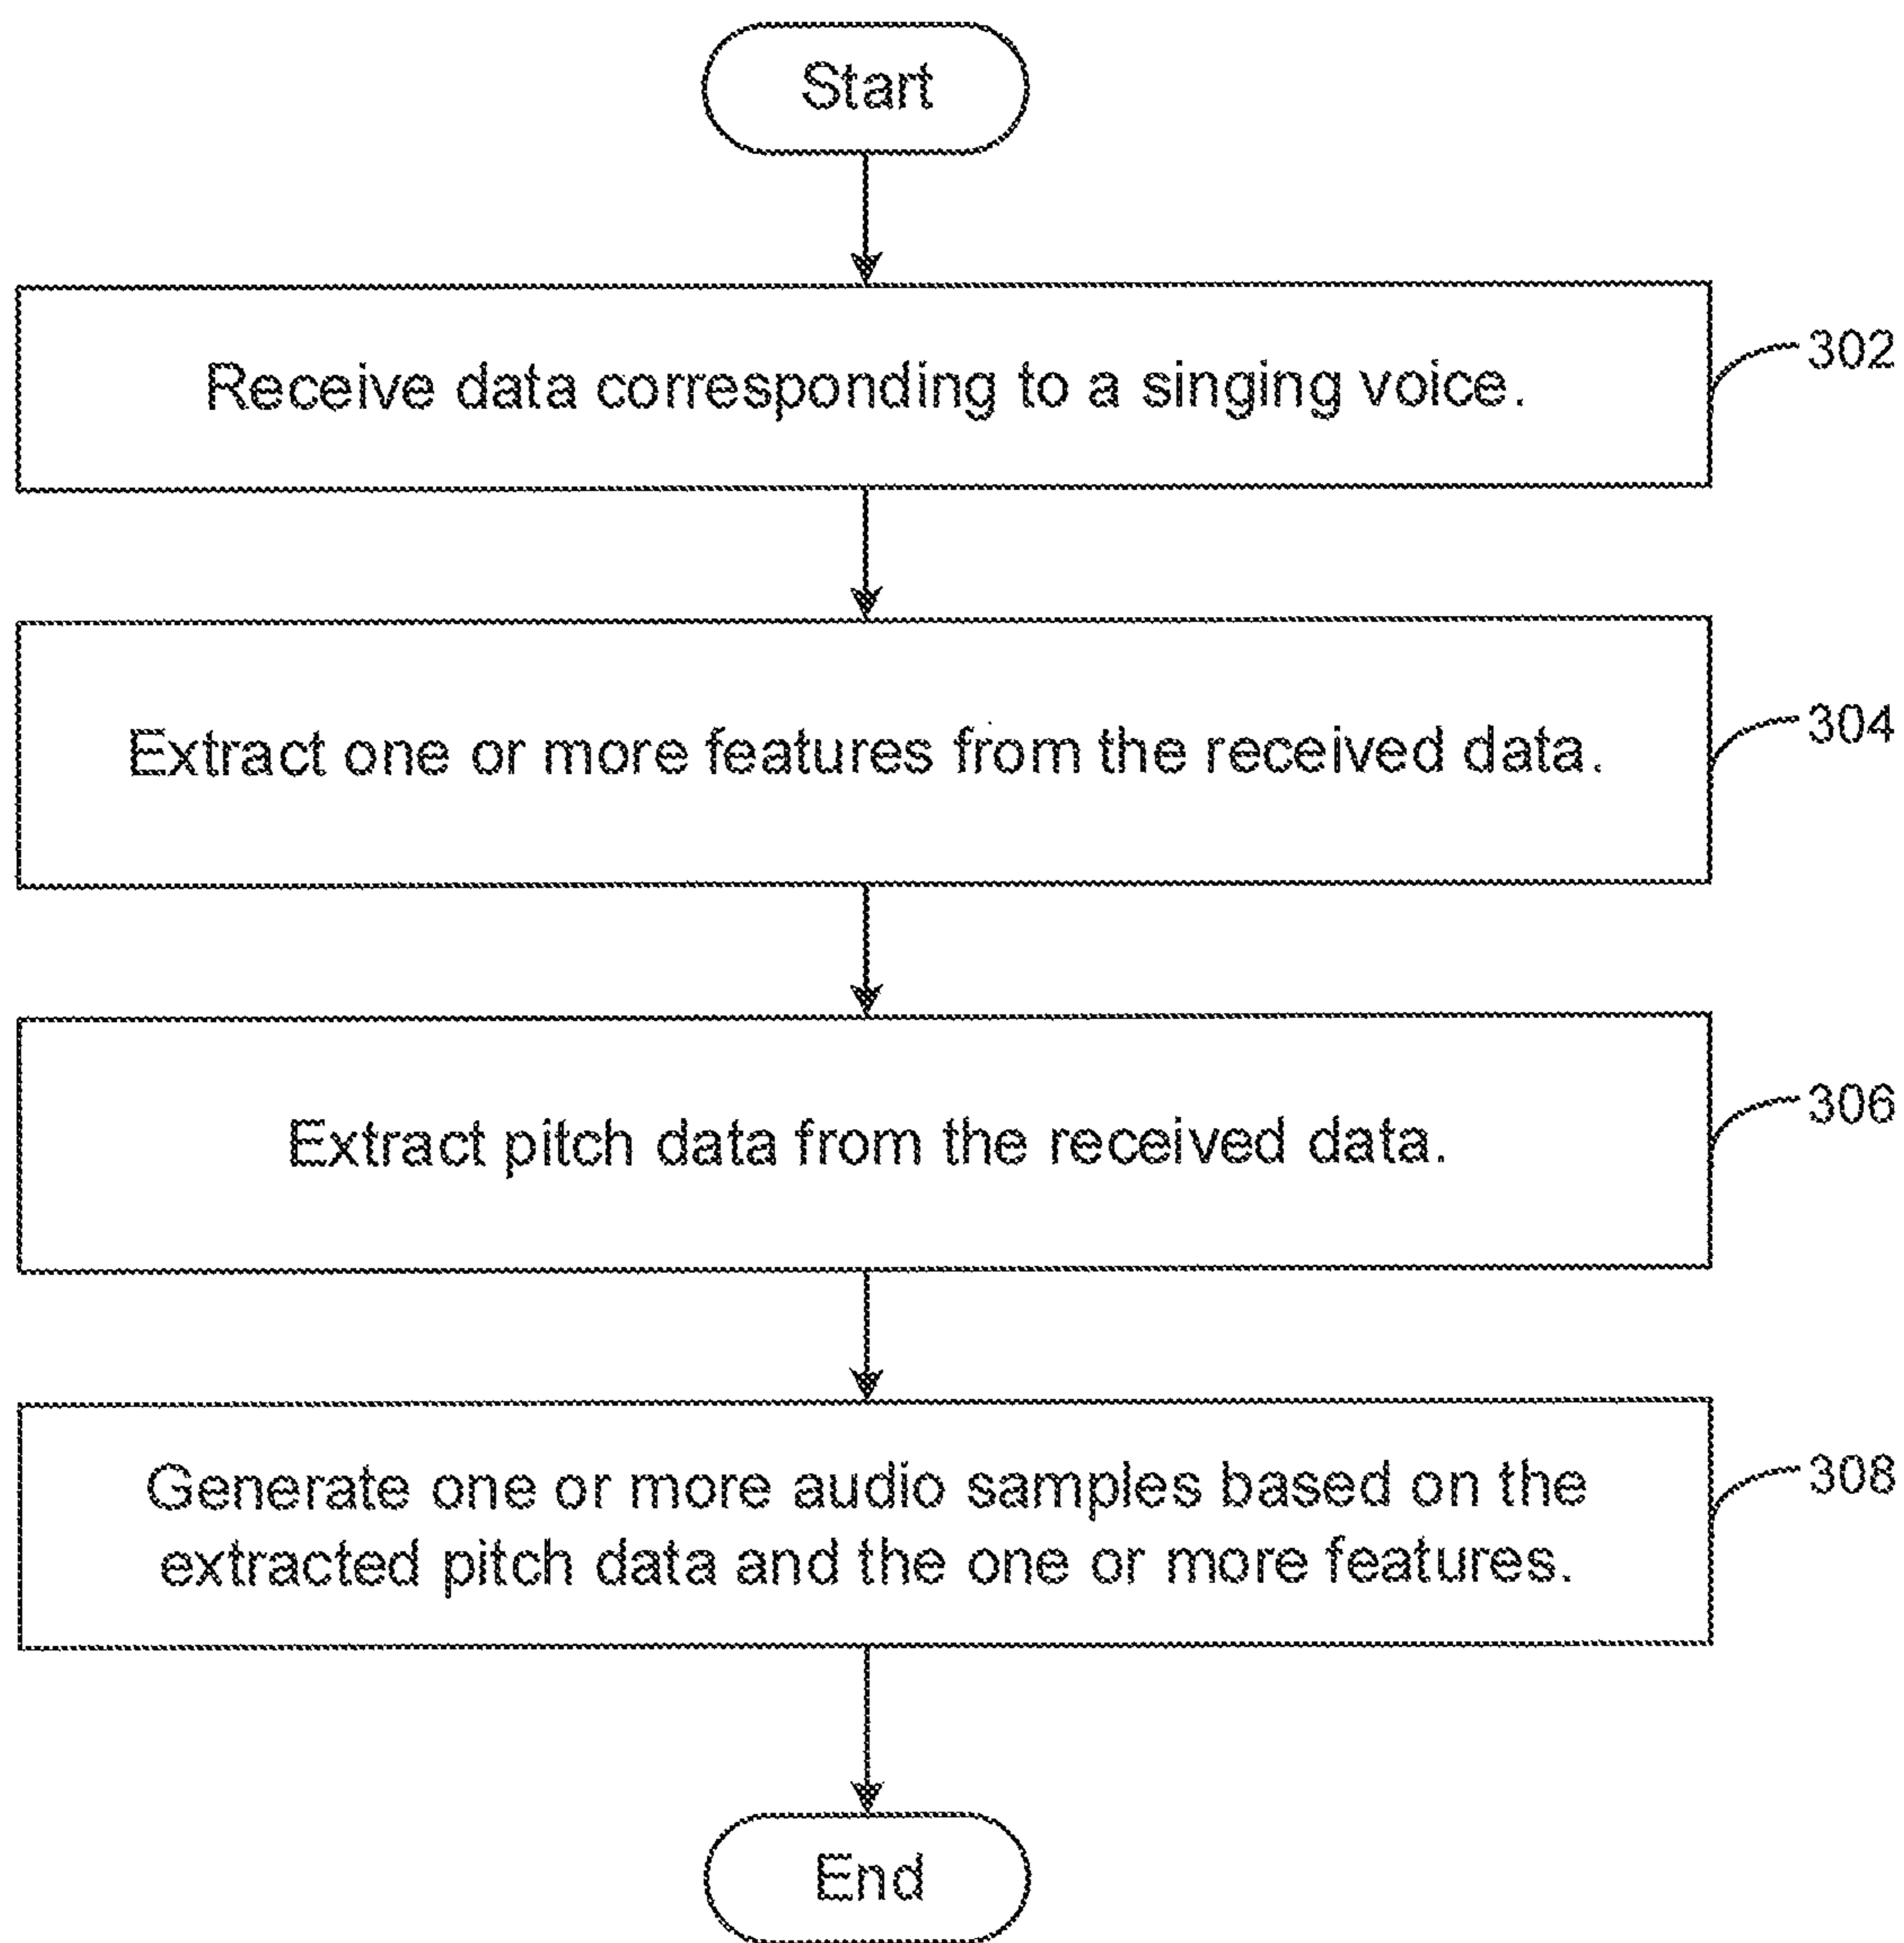 Start
Receive data corresponding to a singing voice.
302
Extract one or more features from the received data.
304
Extract pitch data from the received data.
306
Generate one or more audio samples based on the
extracted pitch data and the one or more features.
308
End